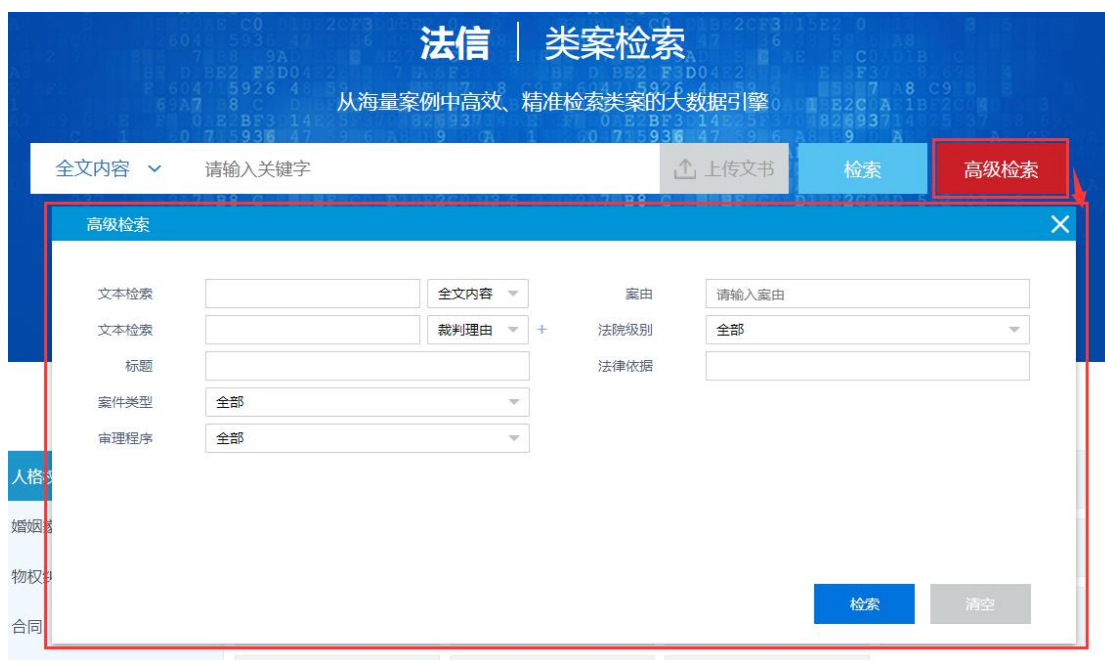 法信 | 类案检索
从海量案例中高效、精准检索类案的大数据引擎
全文内容 请输入关键字 上传文书 检索 高级检索
高级检索
文本检索 全文内容 案由 请输入案由
文本检索 裁判理由 + 法院级别 全部
标题 法律依据
案件类型 全部
审理程序 全部
人格
婚姻
物权
合同
检索 清空